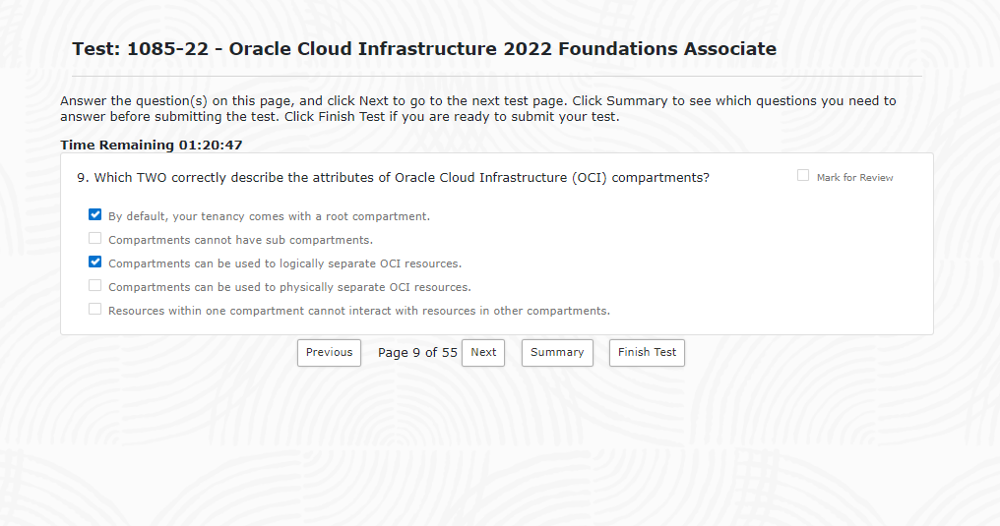 Test: 1085-22 - Oracle Cloud Infrastructure 2022 Foundations Associate
Answer the question(s) on this page, and click Next to go to the next test page. Click Summary to see which questions you need to
answer before submitting the test. Click Finish Test if you are ready to submit your test.
Time Remaining 01:20:47
9. Which TWO correctly describe the attributes of Oracle Cloud Infrastructure (OCI) compartments?
Mark for Review
By default, your tenancy comes with a root compartment.
Compartments cannot have sub compartments.
Compartments can be used to logically separate OCI resources.
Compartments can be used to physically separate OCI resources.
Resources within one compartment cannot interact with resources in other compartments.
Previous Page 9 of 55 Next Summary Finish Test